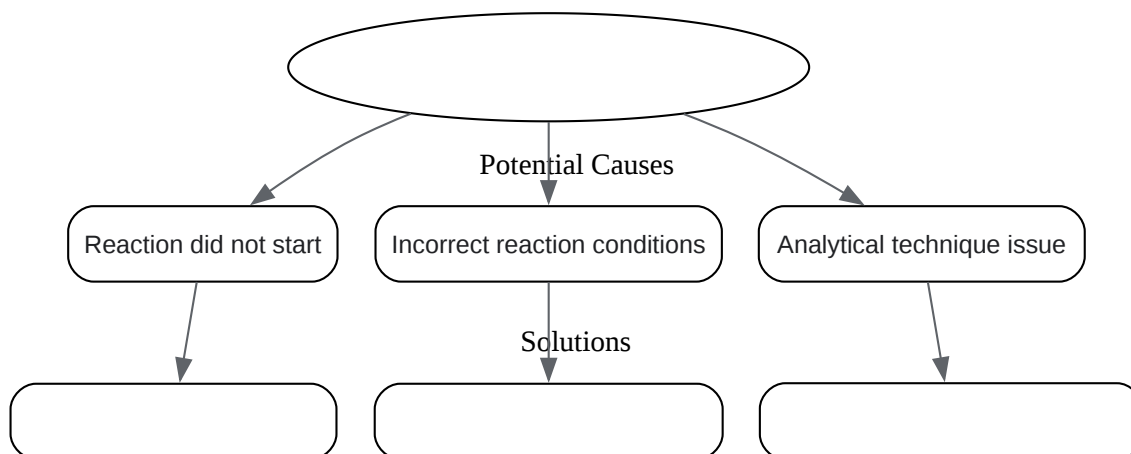 Potential Causes
Reaction did not start
Incorrect reaction conditions
Analytical technique issue
Solutions